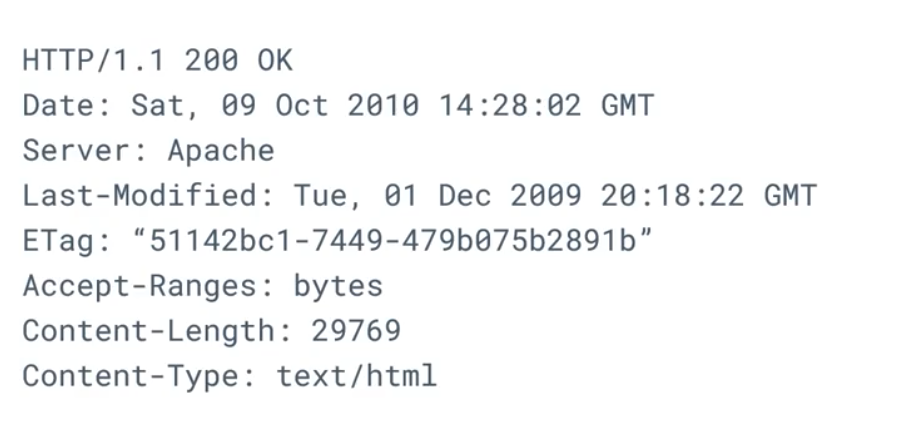 HTTP/1.1 200 OK
Date: Sat, 09 Oct 2010 14:28:02 GMT
Server: Apache
Last-Modified: Tue, 01 Dec 2009 20:18:22 GMT
ETag: “51142bc1-7449-479b075b2891b”
Accept-Ranges: bytes
Content-Length: 29769
Content-Type: text/html